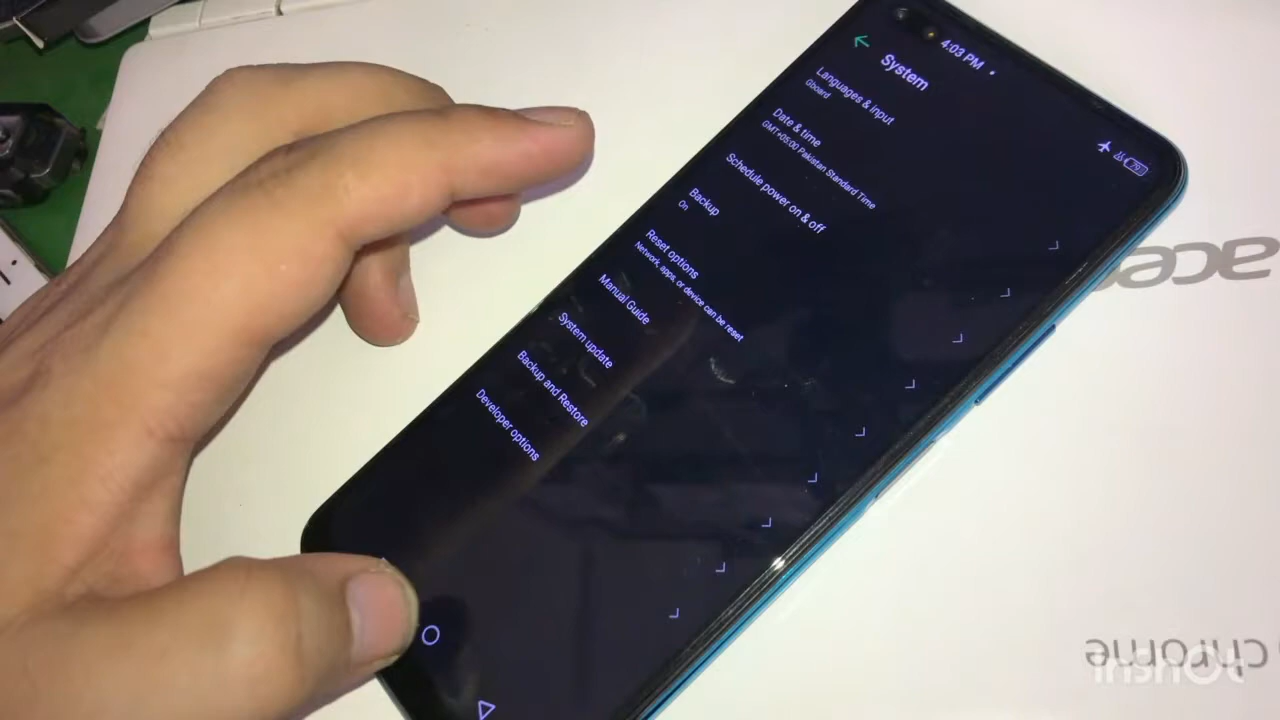 4:03 PM
79
System
Languages & input
Gboard
Date & time
GMT+05:00 Pakistan Standard Time
Schedule power on & off
Backup
On
Reset options
Network, apps, or device can be reset
Manual Guide
System update
Backup and Restore
Developer options
acer
chrome
InShOt